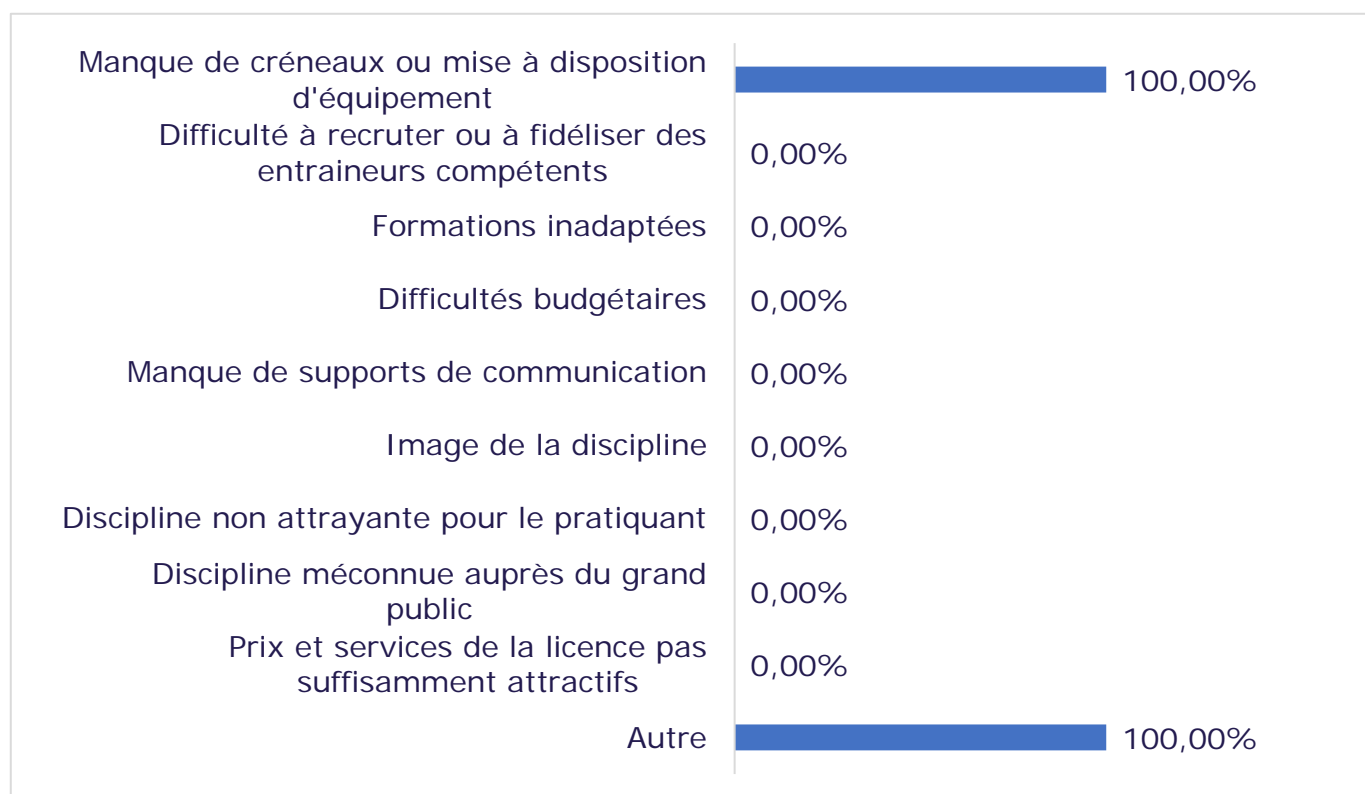 Manque de créneaux ou mise à disposition
d'équipement
100,00%
Difficulté à recruter ou à fidéliser des
entraineurs compétents
0,00%
Formations inadaptées
0,00%
Difficultés budgétaires
0,00%
Manque de supports de communication
0,00%
Image de la discipline
0,00%
Discipline non attrayante pour le pratiquant
0,00%
Discipline méconnue auprès du grand
public
0,00%
Prix et services de la licence pas
suffisamment attractifs
0,00%
Autre
100,00%